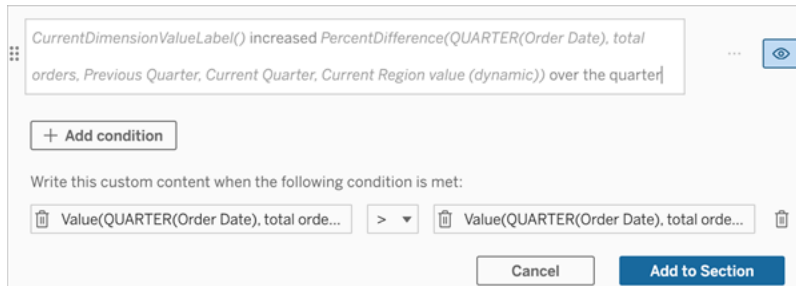 CurrentDimensionValueLabel() increased PercentDifference(QUARTER(Order Date), total
orders, Previous Quarter, Current Quarter, Current Region value (dynamic)) over the quarter
+ Add condition
Write this custom content when the following condition is met:
Value(QUARTER(Order Date), total orde... > Value(QUARTER(Order Date), total orde...
Cancel Add to Section